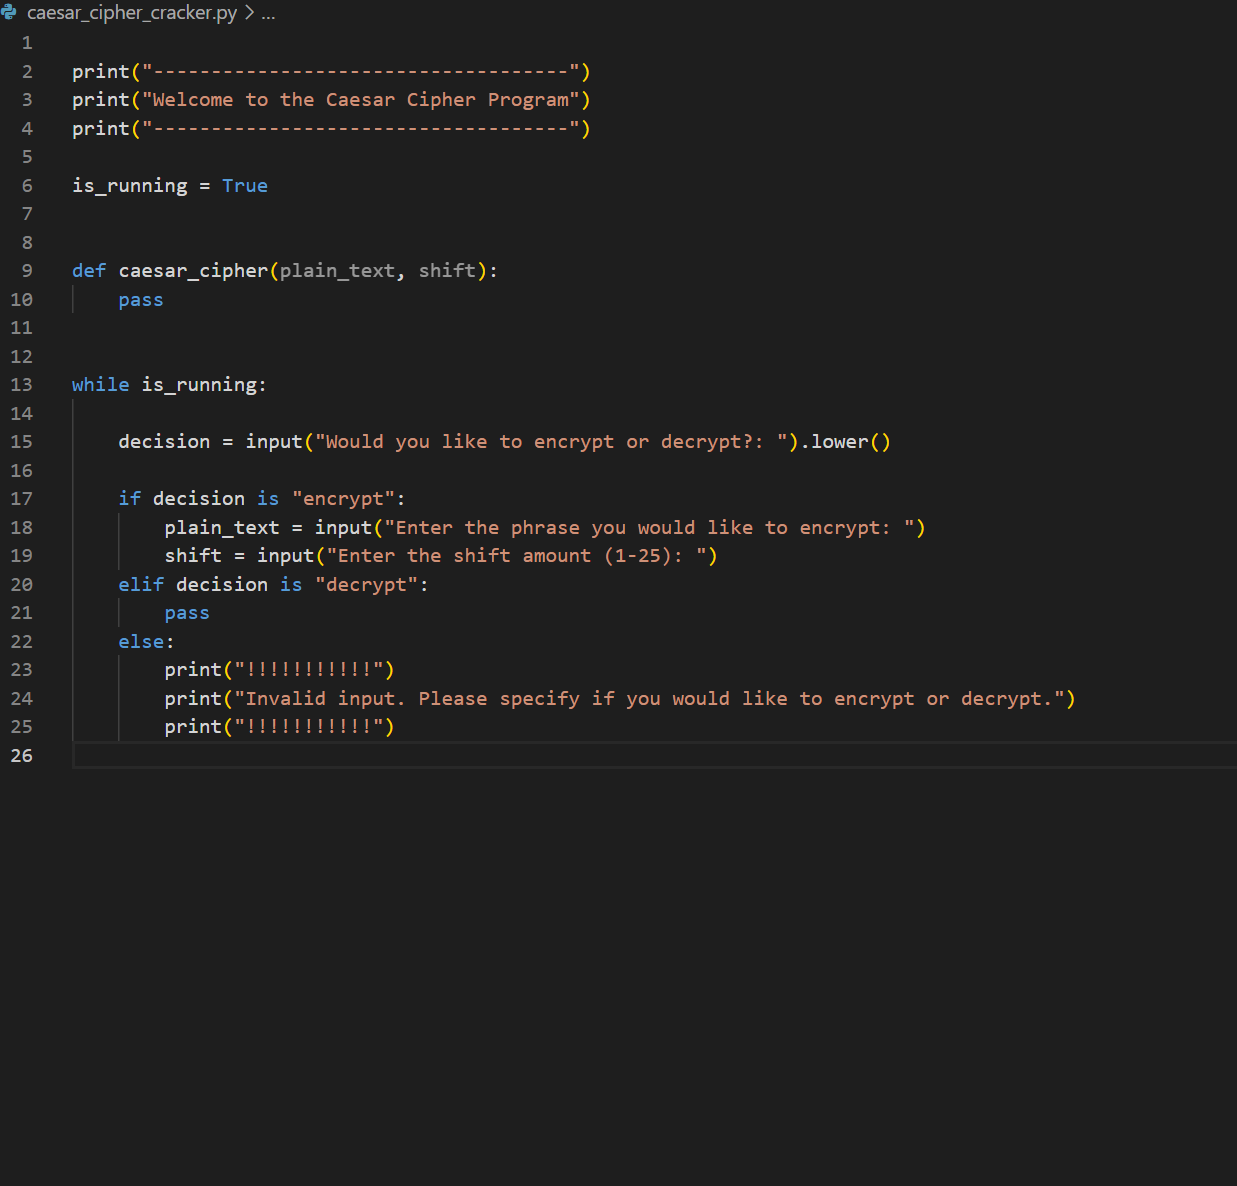 caesar_cipher_cracker.py > ...
1
2 print("------------------------------------")
3 print("Welcome to the Caesar Cipher Program")
4 print("------------------------------------")
5
6 is_running = True
7
8
9 def caesar_cipher(plain_text, shift):
10     pass
11
12
13 while is_running:
14
15     decision = input("Would you like to encrypt or decrypt?: ").lower()
16
17     if decision is "encrypt":
18         plain_text = input("Enter the phrase you would like to encrypt: ")
19         shift = input("Enter the shift amount (1-25): ")
20     elif decision is "decrypt":
21         pass
22     else:
23         print("!!!!!!!!!!!")
24         print("Invalid input. Please specify if you would like to encrypt or decrypt.")
25         print("!!!!!!!!!!!")
26